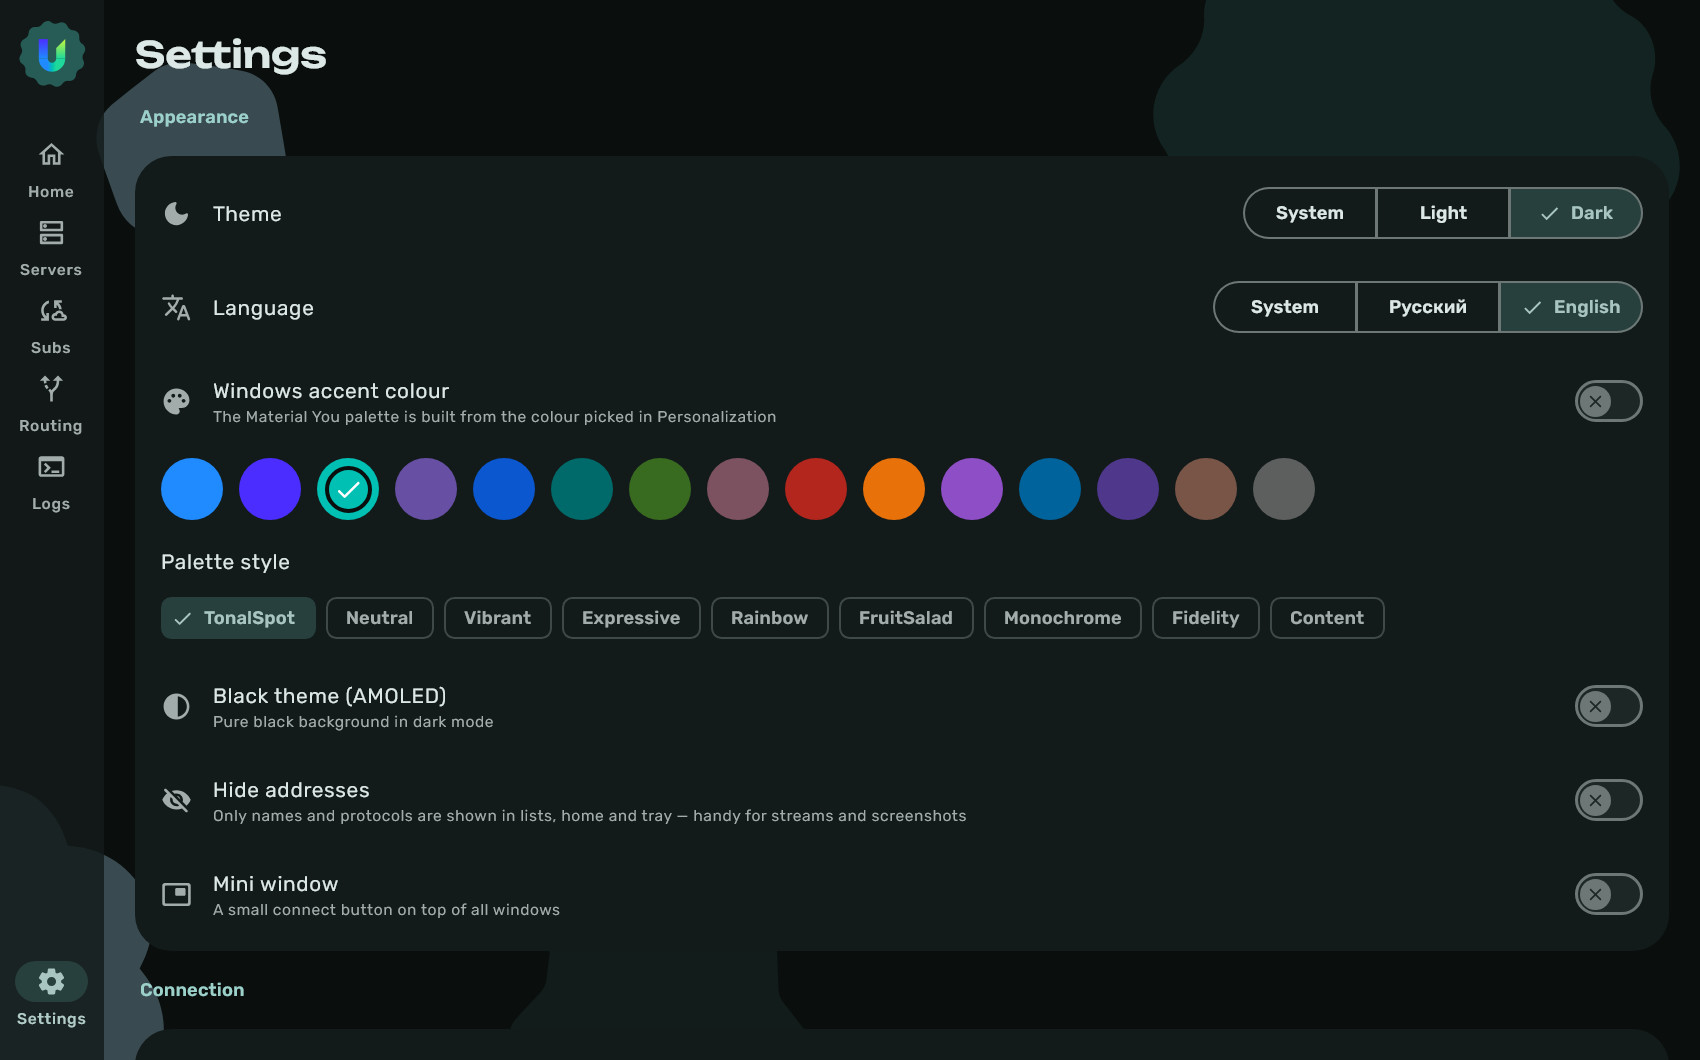 Settings
Appearance
Home
Servers
Subs
Routing
Logs
Settings
Theme
System
Light
Dark
Language
System
Русский
English
Windows accent colour
The Material You palette is built from the colour picked in Personalization
Palette style
TonalSpot
Neutral
Vibrant
Expressive
Rainbow
FruitSalad
Monochrome
Fidelity
Content
Black theme (AMOLED)
Pure black background in dark mode
Hide addresses
Only names and protocols are shown in lists, home and tray — handy for streams and screenshots
Mini window
A small connect button on top of all windows
Connection